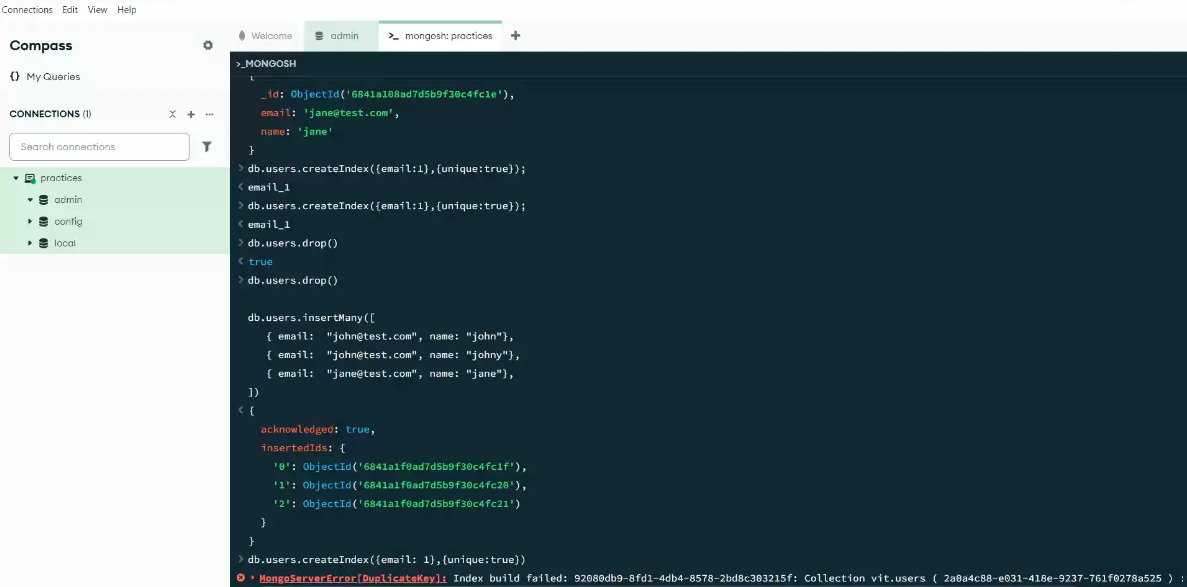 Connections Edit View Help
Compass
{} My Queries
CONNECTIONS (1)
Search connections
practices
admin
config
local
Welcome
admin
>_ mongosh: practices
>_MONGOSH
{
_id: ObjectId('6841a108ad7d5b9f30c4fc1e'),
email: 'jane@test.com',
name: 'jane'
}
> db.users.createIndex({email:1},{unique:true});
< email_1
> db.users.createIndex({email:1},{unique:true});
< email_1
> db.users.drop()
< true
> db.users.drop()
db.users.insertMany([
{ email: "john@test.com", name: "john"},
{ email: "john@test.com", name: "johny"},
{ email: "jane@test.com", name: "jane"},
])
< {
acknowledged: true,
insertedIds: {
'0': ObjectId('6841a1f0ad7d5b9f30c4fc1f'),
'1': ObjectId('6841a1f0ad7d5b9f30c4fc20'),
'2': ObjectId('6841a1f0ad7d5b9f30c4fc21')
}
}
> db.users.createIndex({email: 1},{unique:true})
MongoServerError[DuplicateKey]: Index build failed: 92080db9-8fd1-4db4-8578-2bd8c303215f: Collection vit.users ( 2a0a4c88-e031-418e-9237-761f0278a525 ) :